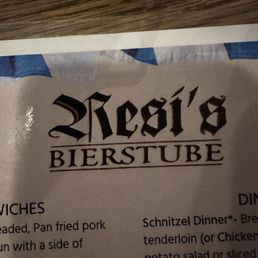 Resi's
BIERSTUBE
WICHES
eaded, Pan fried pork
un with a side of
DIN
Schnitzel Dinner*- Bre
tenderloin (or Chicken
potato salad or sliced